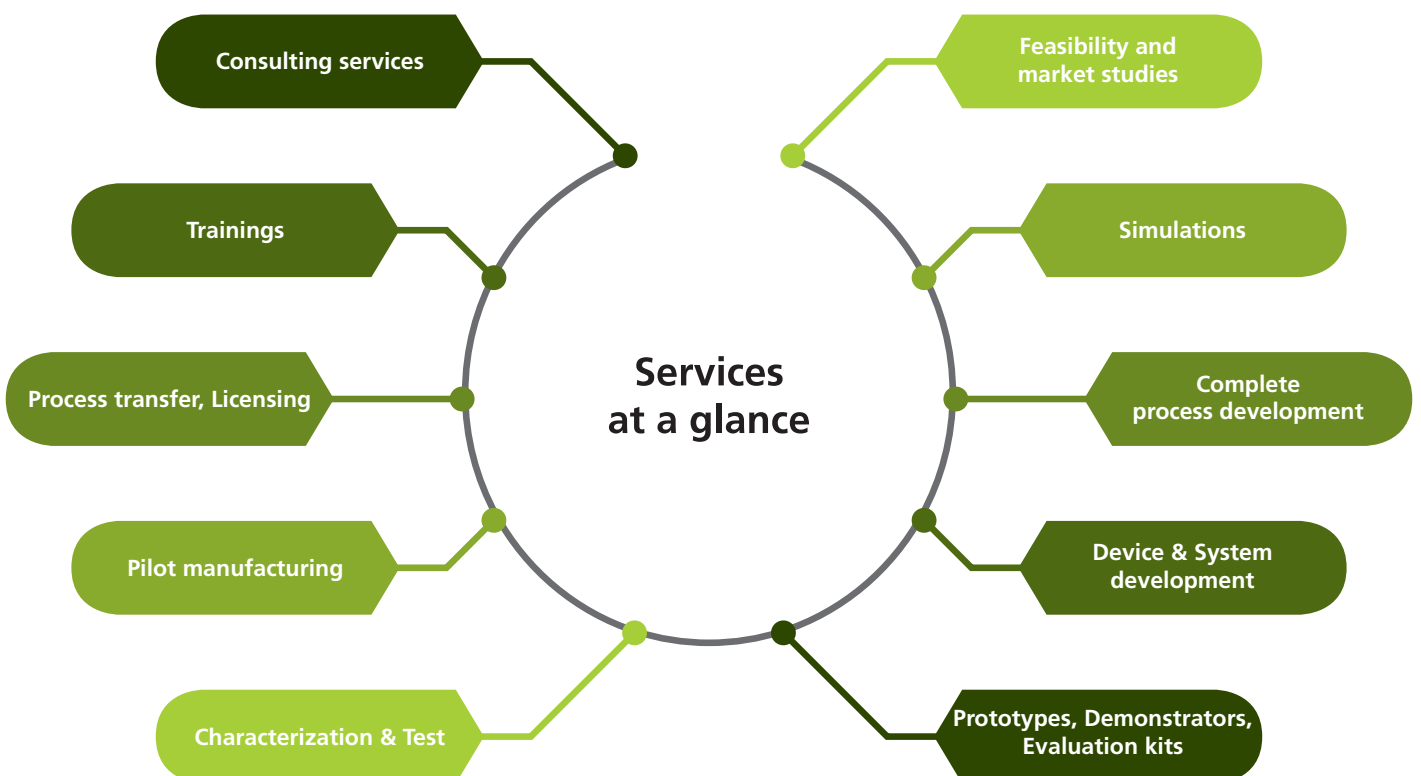 Services
at a glance
Feasibility and
market studies
Simulations
Complete
process development
Device & System
development
Prototypes, Demonstrators,
Evaluation kits
Characterization & Test
Pilot manufacturing
Process transfer, Licensing
Trainings
Consulting services